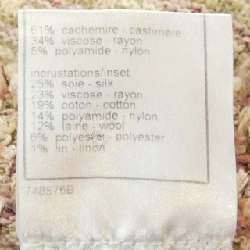 61% cachemire - cashmere
34% viscose - rayon
5% polyamide - nylon
incrustations/inset
25% soie - silk
23% viscose - rayon
19% coton - cotton
14% polyamide - nylon
12% laine - wool
6% polyester - polyester
1% lin - linen
748576B